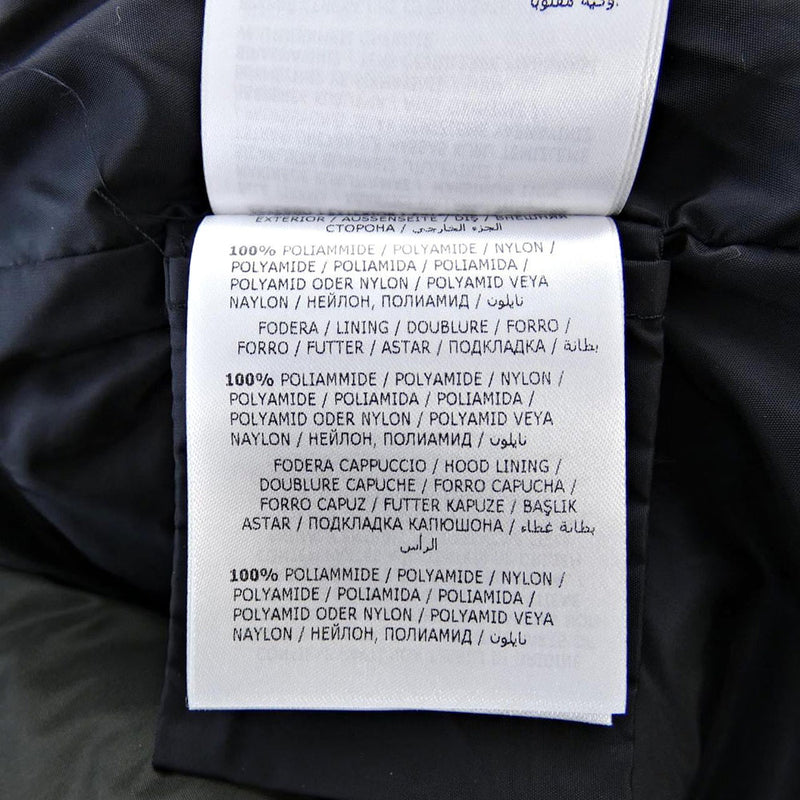 وتيه مقلوبا.
EXTERIOR / AUSSENSEITE / DIŞ / ВНЕШНЯЯ
СТОРОНА / الجزء الخارجي /
100% POLIAMMIDE / POLYAMIDE / NYLON /
POLYAMIDE / POLIAMIDA / POLIAMIDA /
POLYAMID ODER NYLON / POLYAMID VEYA
NAYLON / НЕЙЛОН, ПОЛИАМИД / نايلون /
FODERA / LINING / DOUBLURE / FORRO /
FORRO / FUTTER / ASTAR / ПОДКЛАДКА / بطانة /
100% POLIAMMIDE / POLYAMIDE / NYLON /
POLYAMIDE / POLIAMIDA / POLIAMIDA /
POLYAMID ODER NYLON / POLYAMID VEYA
NAYLON / НЕЙЛОН, ПОЛИАМИД / نايلون /
FODERA CAPPUCCIO / HOOD LINING /
DOUBLURE CAPUCHE / FORRO CAPUCHA /
FORRO CAPUZ / FUTTER KAPUZE / BAŞLIK
ASTAR / ПОДКЛАДКА КАПЮШОНА / بطانة غطاء
الرأس
100% POLIAMMIDE / POLYAMIDE / NYLON /
POLYAMIDE / POLIAMIDA / POLIAMIDA /
POLYAMID ODER NYLON / POLYAMID VEYA
NAYLON / НЕЙЛОН, ПОЛИАМИД / نايلون /